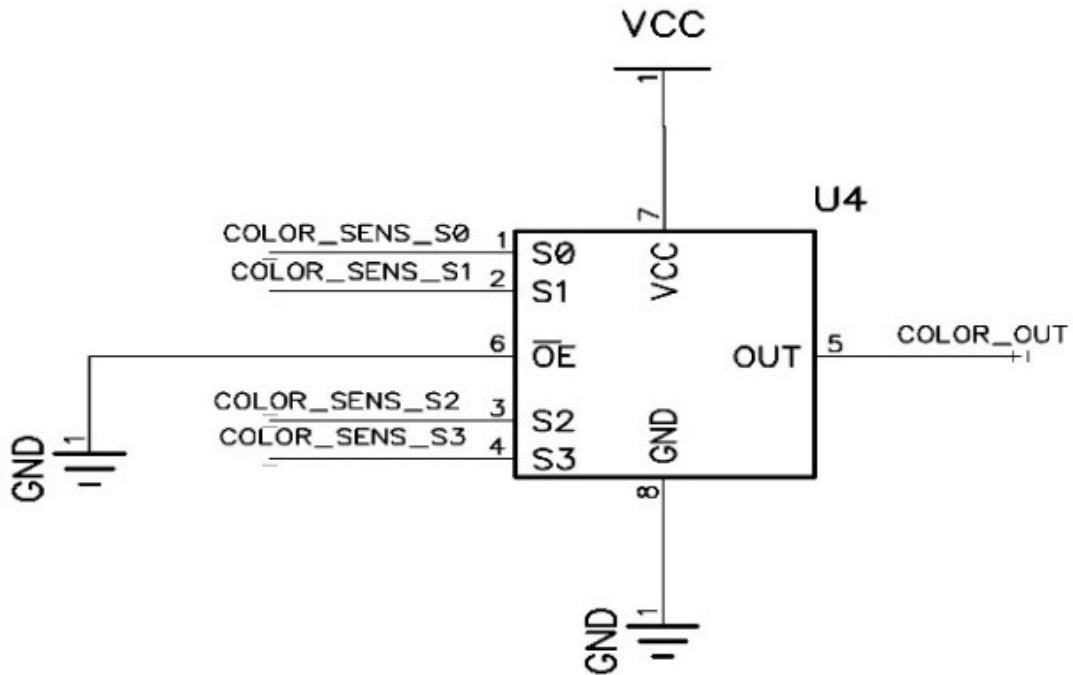 VCC
1
U4
7
COLOR_SENS_S0 1 S0
VCC
COLOR_SENS_S1 2 S1
6 OE OUT 5 COLOR_OUT
COLOR_SENS_S2 3 S2
GND
COLOR_SENS_S3 4 S3
1
GND
8
1
GND